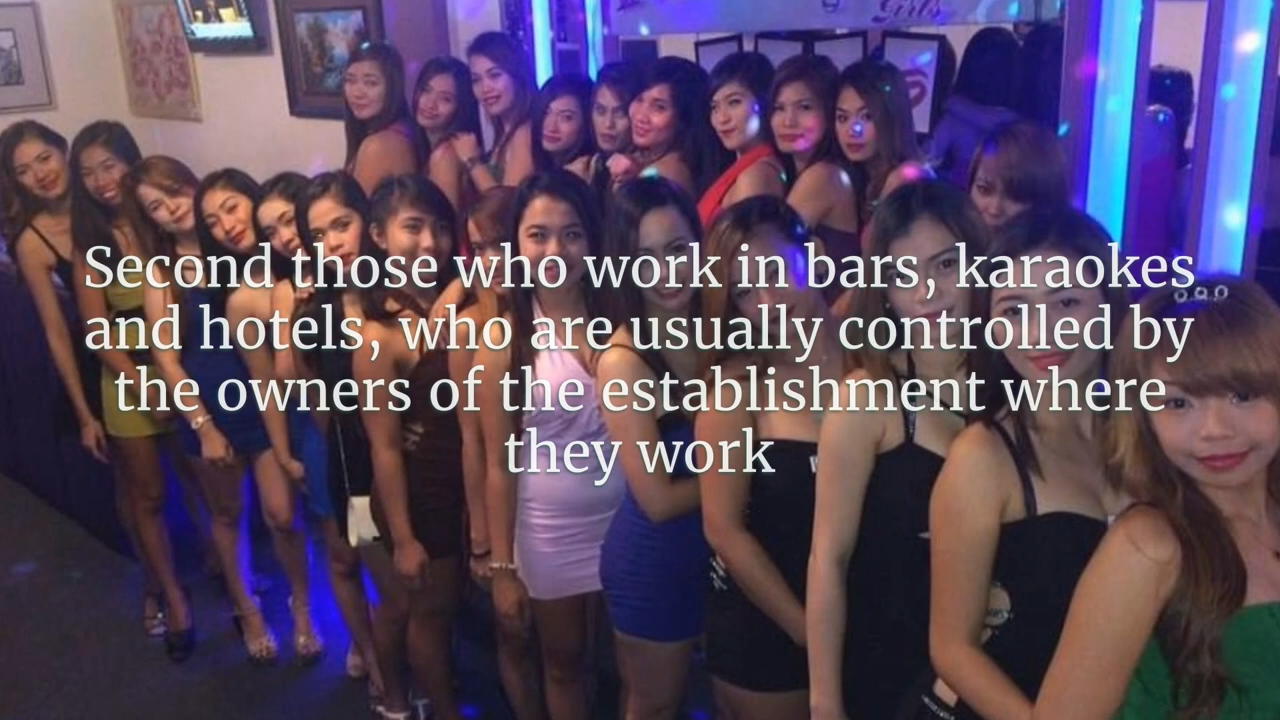 Girls
Second those who work in bars, karaokes
and hotels, who are usually controlled by
the owners of the establishment where
they work